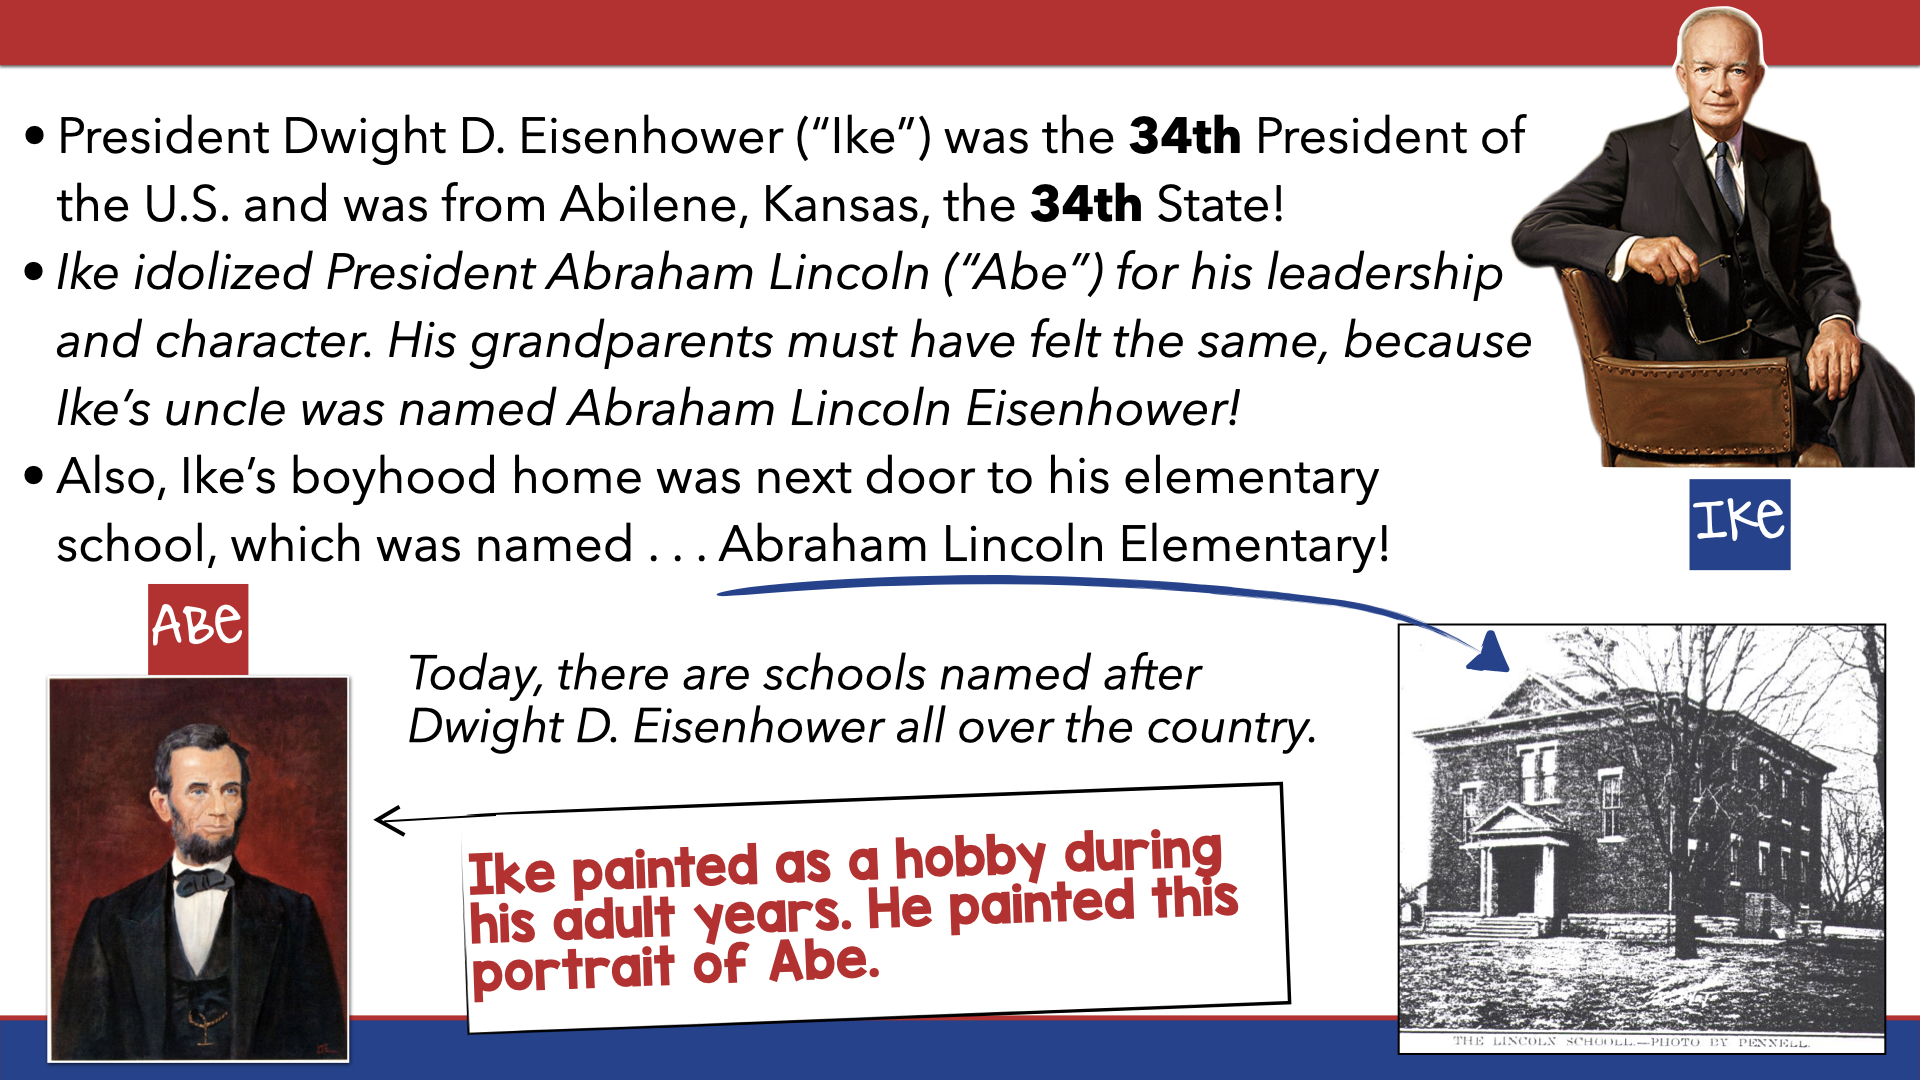 • President Dwight D. Eisenhower (“Ike”) was the 34th President of
the U.S. and was from Abilene, Kansas, the 34th State!
• Ike idolized President Abraham Lincoln (“Abe”) for his leadership
and character. His grandparents must have felt the same, because
Ike’s uncle was named Abraham Lincoln Eisenhower!
• Also, Ike’s boyhood home was next door to his elementary
school, which was named . . . Abraham Lincoln Elementary!
IKe
ABe
Today, there are schools named after
Dwight D. Eisenhower all over the country.
Ike painted as a hobby during
his adult years. He painted this
portrait of Abe.
THE LINCOLN SCHOOLL.—PHOTO BY PENNELL.